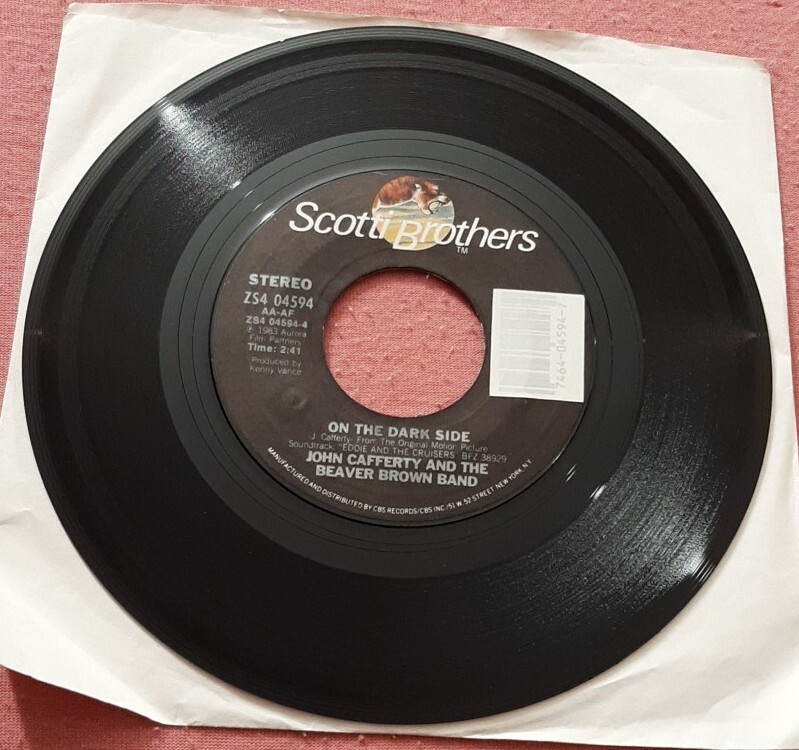 Scotti Brothers
TM
STEREO
ZS4 04594
AA-AF
ZS4 04594-4
℗ 1983 Aurora
Film Partners
Time: 2:41
Produced by
Kenny Vance
7464-04594-7
ON THE DARK SIDE
J. Cafferty- From The Original Motion Picture
Soundtrack: "EDDIE AND THE CRUISERS" BFZ 38929
JOHN CAFFERTY AND THE
BEAVER BROWN BAND
MANUFACTURED AND DISTRIBUTED BY CBS RECORDS/CBS INC./51 W. 52 STREET, NEW YORK, N.Y.